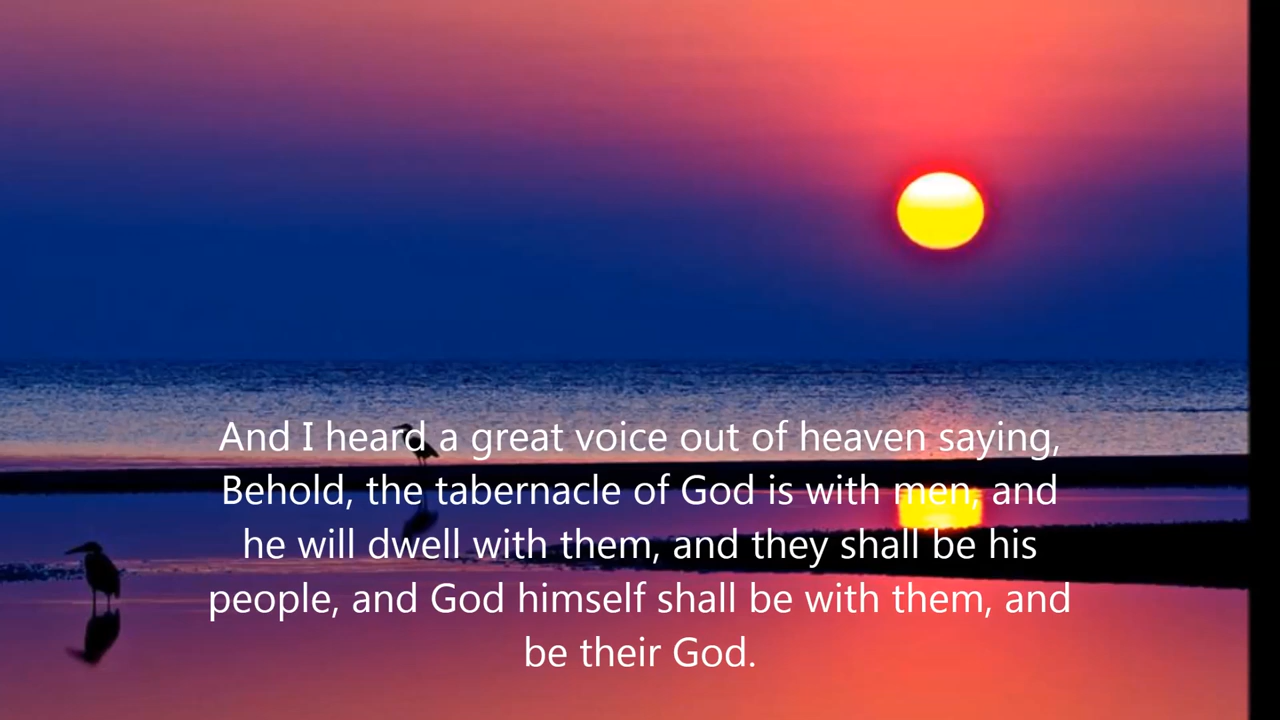 And I heard a great voice out of heaven saying,
Behold, the tabernacle of God is with men, and
he will dwell with them, and they shall be his
people, and God himself shall be with them, and
be their God.